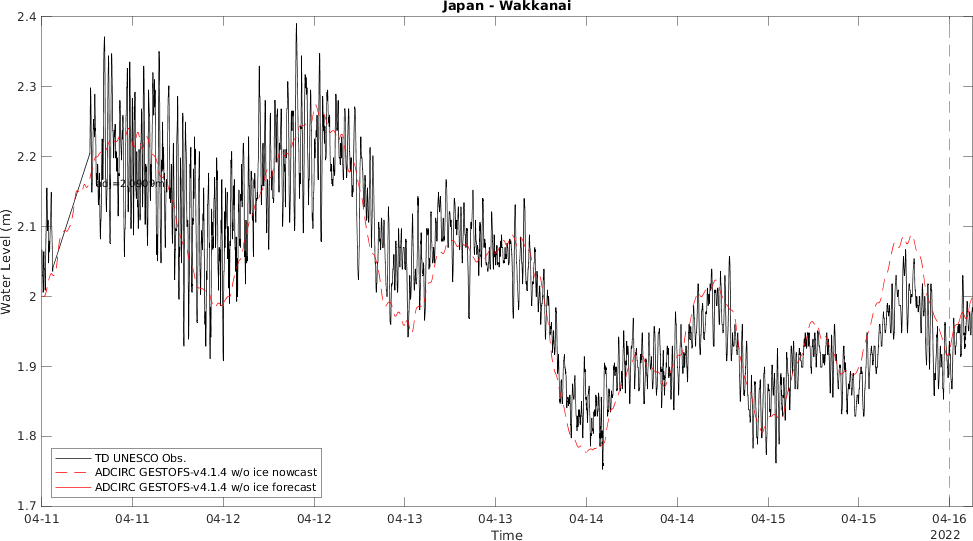 Japan - Wakkanai
2.4
2.3
2.2
2.1
2
1.9
1.8
1.7
Water Level (m)
TD UNESCO Obs.
ADCIRC GESTOFS-v4.1.4 w/o ice nowcast
ADCIRC GESTOFS-v4.1.4 w/o ice forecast
04-11 04-11 04-12 04-12 04-13 04-13 04-14 04-14 04-15 04-15 04-16
Time
2022